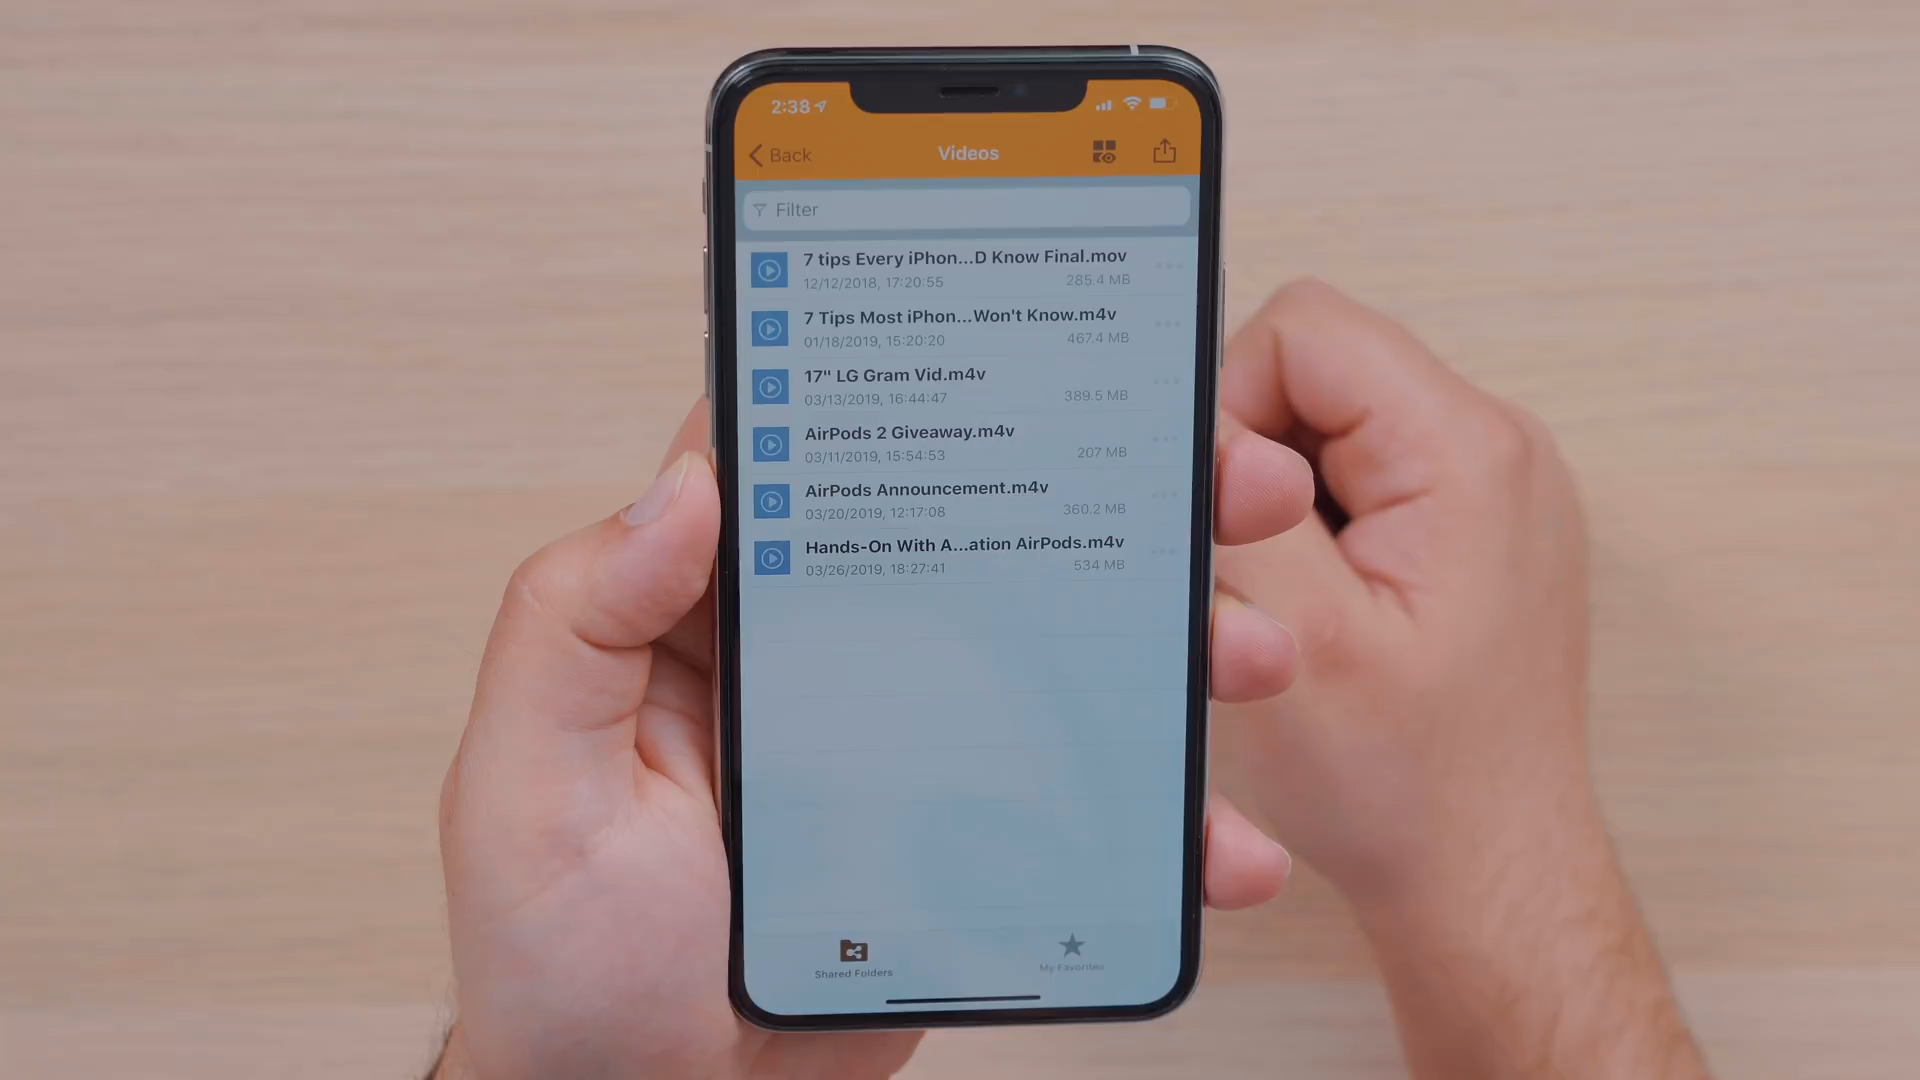 2:38
Back
Videos
Filter
7 tips Every iPhon...D Know Final.mov
12/12/2018, 17:20:55
285.4 MB
7 Tips Most iPhon...Won't Know.m4v
01/18/2019, 15:20:20
467.4 MB
17" LG Gram Vid.m4v
03/13/2019, 16:44:47
389.5 MB
AirPods 2 Giveaway.m4v
03/11/2019, 15:54:53
207 MB
AirPods Announcement.m4v
03/20/2019, 12:17:08
360.2 MB
Hands-On With A...ation AirPods.m4v
03/26/2019, 18:27:41
534 MB
Shared Folders
My Favorites